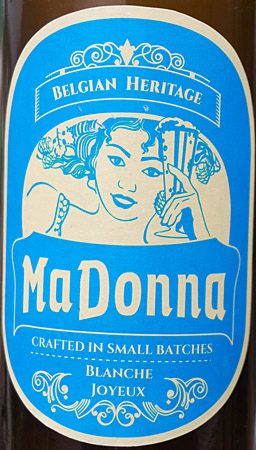 BELGIAN HERITAGE
MaDonna
CRAFTED IN SMALL BATCHES
BLANCHE
JOYEUX